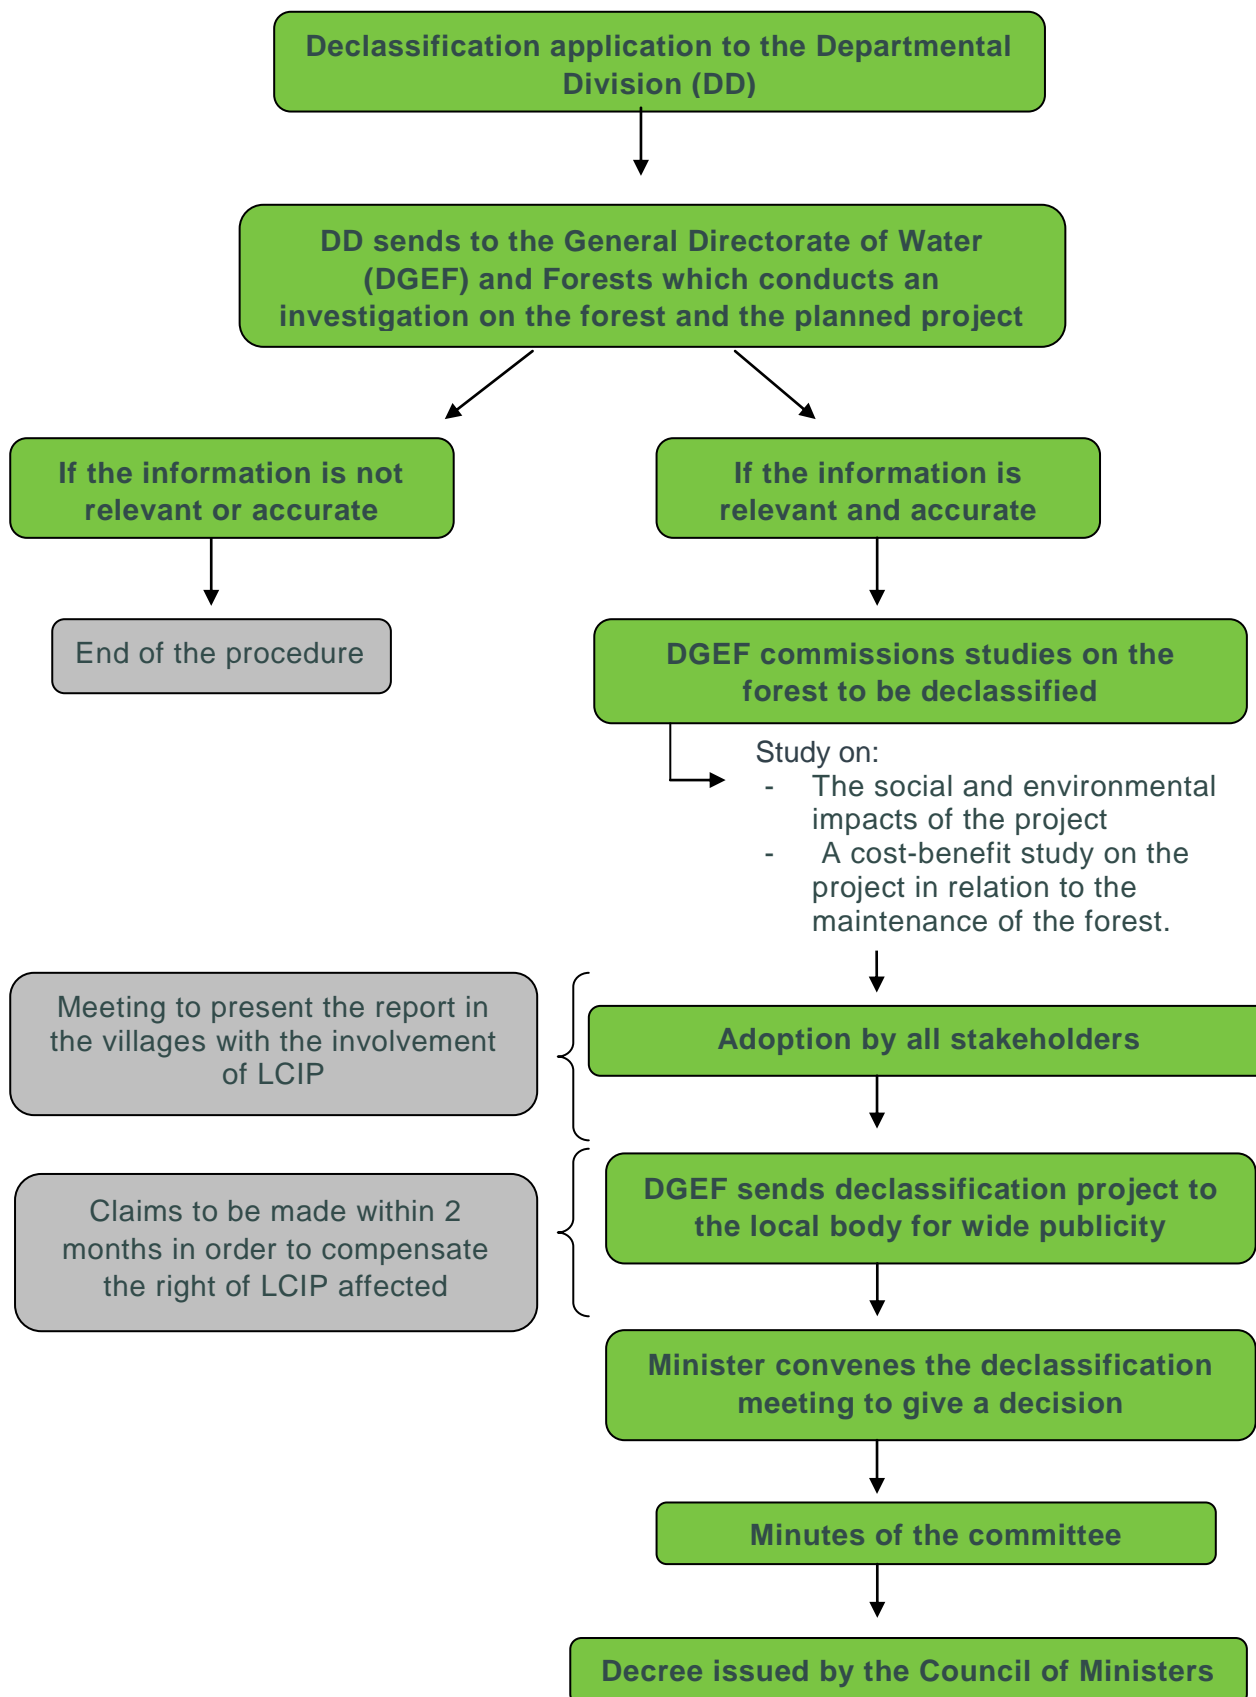 Declassification application to the Departmental
Division (DD)
DD sends to the General Directorate of Water
(DGEF) and Forests which conducts an
investigation on the forest and the planned project
If the information is not
relevant or accurate
If the information is
relevant and accurate
End of the procedure
DGEF commissions studies on the
forest to be declassified
Study on:
- The social and environmental
impacts of the project
- A cost-benefit study on the
project in relation to the
maintenance of the forest.
Meeting to present the report in
the villages with the involvement
of LCIP
Adoption by all stakeholders
Claims to be made within 2
months in order to compensate
the right of LCIP affected
DGEF sends declassification project to
the local body for wide publicity
Minister convenes the declassification
meeting to give a decision
Minutes of the committee
Decree issued by the Council of Ministers